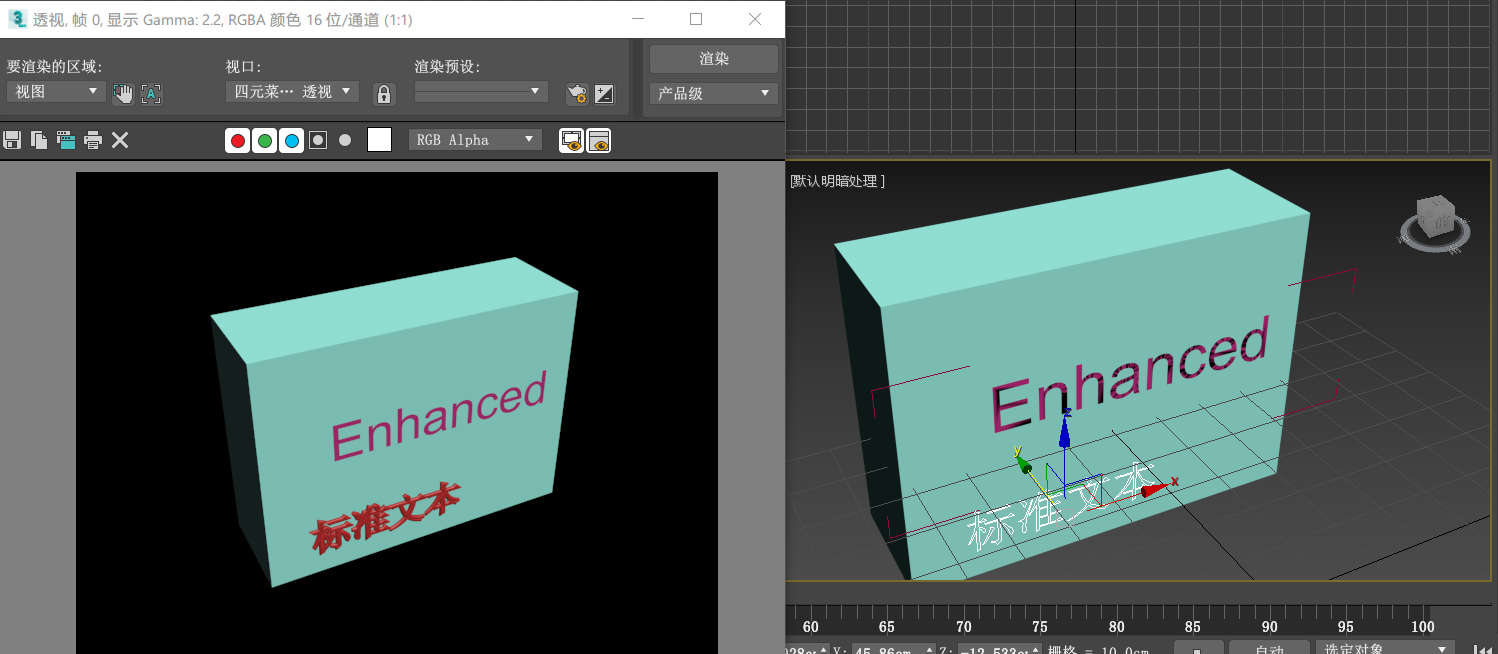 透视, 帧 0, 显示 Gamma: 2.2, RGBA 颜色 16 位/通道 (1:1)
要渲染的区域:
视口:
渲染预设:
渲染
视图
四元菜… 透视
产品级
RGB Alpha
[默认明暗处理 ]
Enhanced
标准文本
Enhanced
z
y
x
标准文本
60 65 70 75 80 85 90 95 100
Y: 45.86cm Z: -12.533c 栅格 = 10.0cm 自动 选定对象